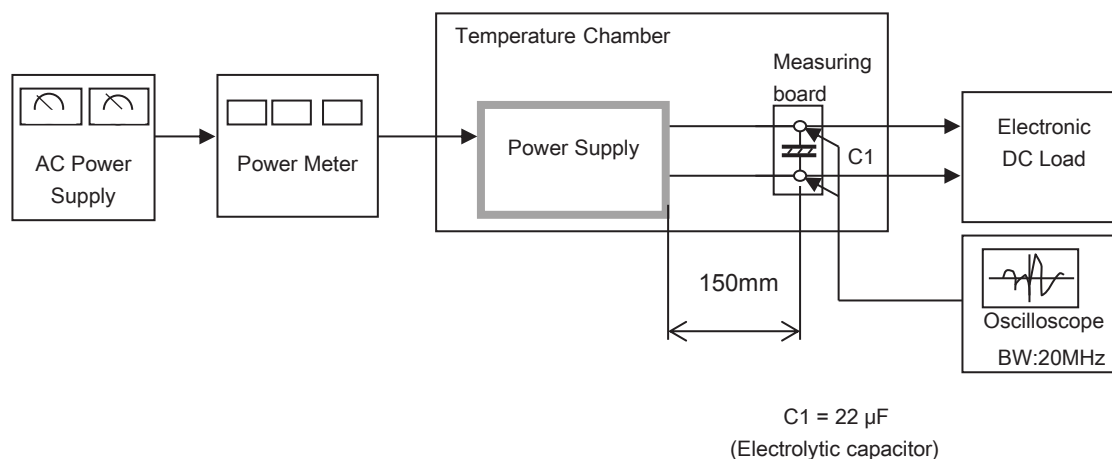 Temperature Chamber
Measuring
board
AC Power
Supply
Power Meter
Power Supply
C1
Electronic
DC Load
150mm
Oscilloscope
BW:20MHz
C1 = 22 µF
(Electrolytic capacitor)